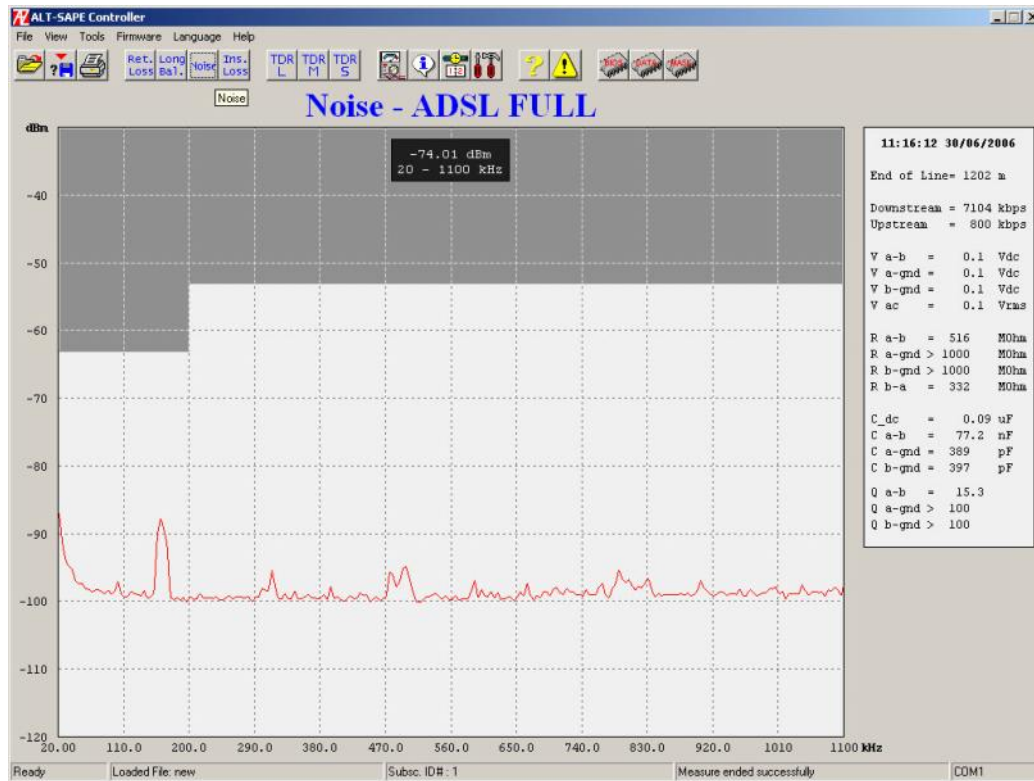 ALT-SAPE Controller
File View Tools Firmware Language Help
Ret. Loss Long Bal. Noise Ins. Loss TDR L TDR M TDR S BIOS DATA MASK
Noise
Noise - ADSL FULL
dBm
-74.01 dBm
20 - 1100 kHz
-40
-50
-60
-70
-80
-90
-100
-110
-120
20.00 110.0 200.0 290.0 380.0 470.0 560.0 650.0 740.0 830.0 920.0 1010 1100 kHz
11:16:12 30/06/2006
End of Line= 1202 m
Downstream = 7104 kbps
Upstream = 800 kbps
V a-b = 0.1 Vdc
V a-gnd = 0.1 Vdc
V b-gnd = 0.1 Vdc
V ac = 0.1 Vrms
R a-b = 516 MOhm
R a-gnd > 1000 MOhm
R b-gnd > 1000 MOhm
R b-a = 332 MOhm
C_dc = 0.09 uF
C a-b = 77.2 nF
C a-gnd = 389 pF
C b-gnd = 397 pF
Q a-b = 15.3
Q a-gnd > 100
Q b-gnd > 100
Ready Loaded File: new Subsc. ID# : 1 Measure ended successfully COM1